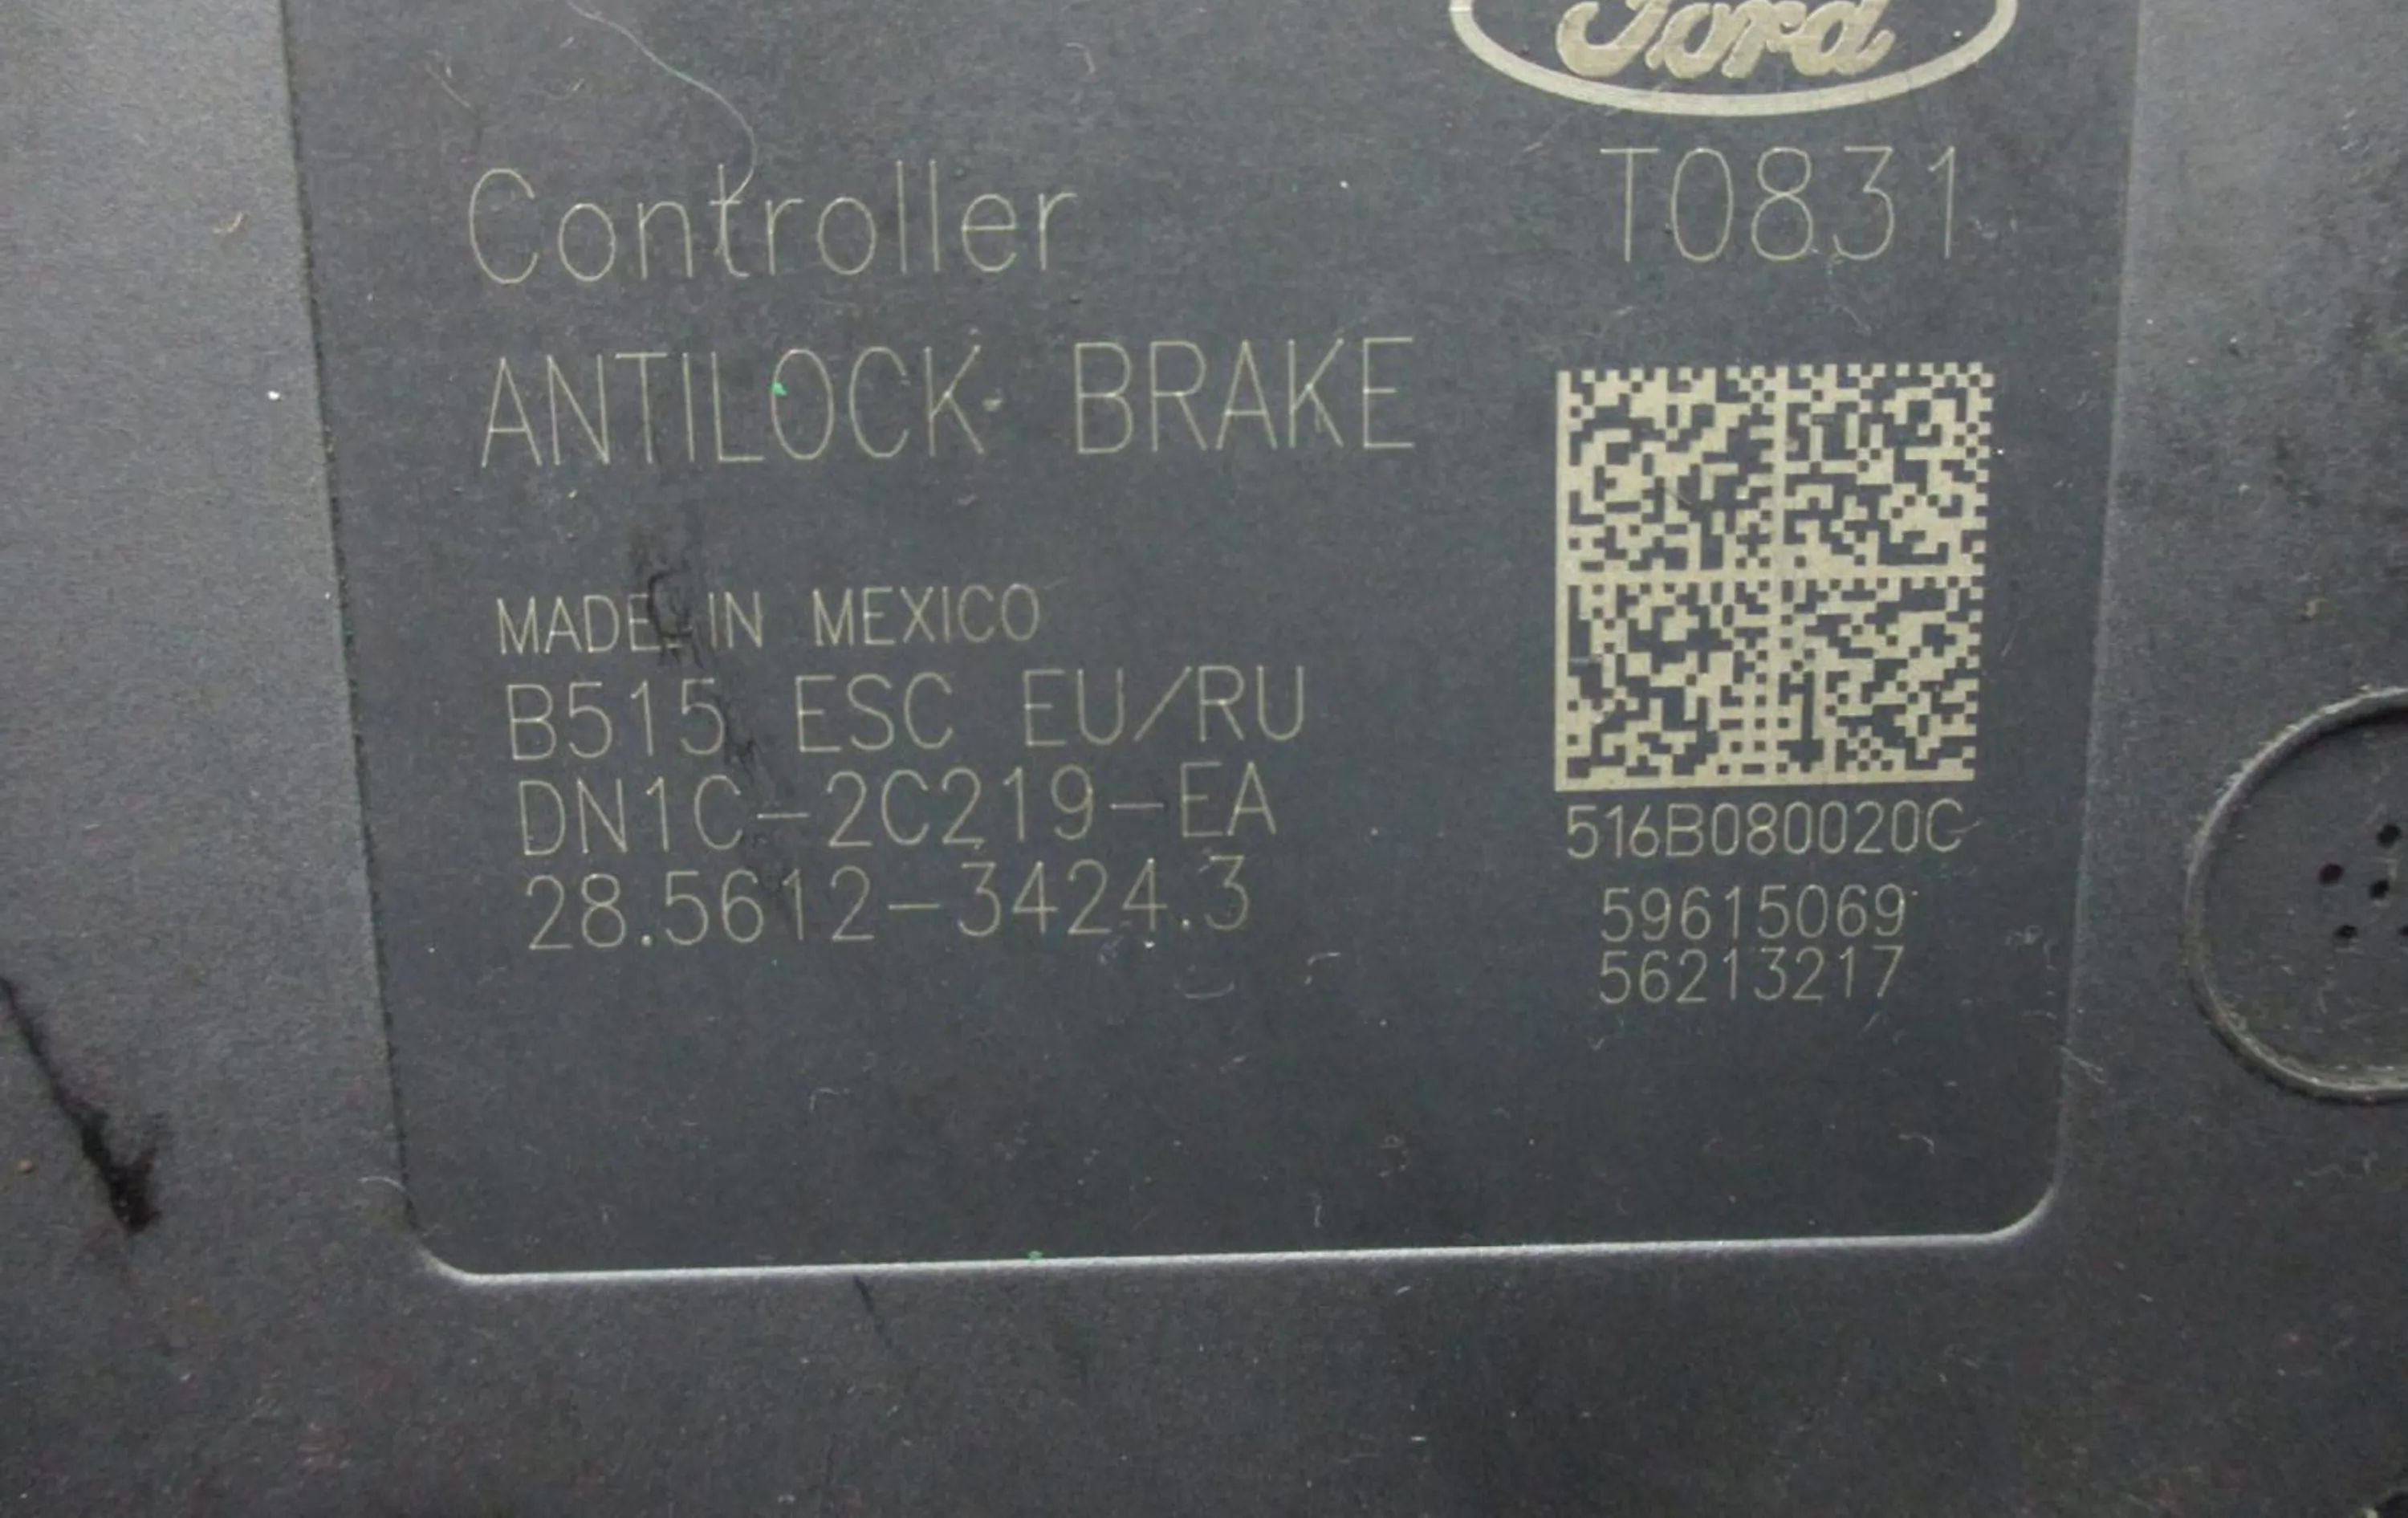 Ford
T0831
Controller
ANTILOCK BRAKE
MADE IN MEXICO
B515 ESC EU/RU
DN1C-2C219-EA
28.5612-3424.3
516B080020C
59615069
56213217